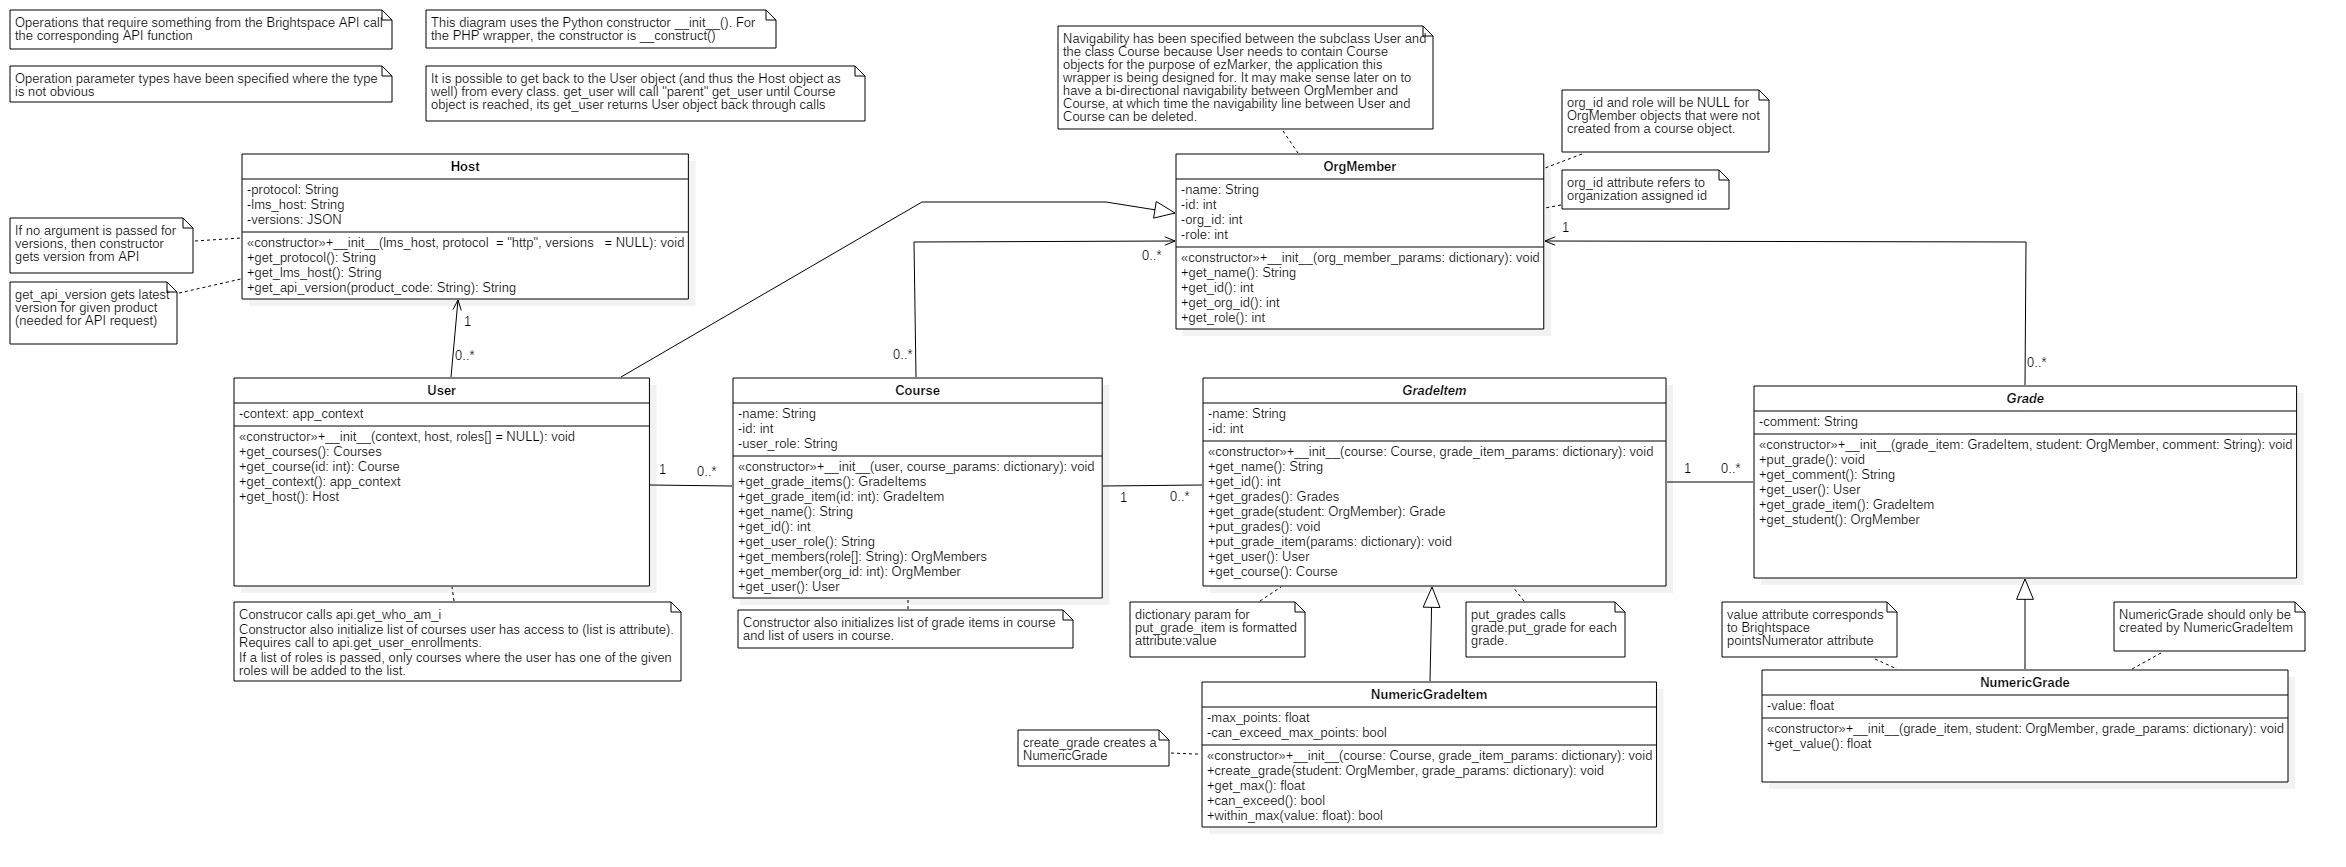 Operations that require something from the Brightspace API call
the corresponding API function
This diagram uses the Python constructor __init__(). For
the PHP wrapper, the constructor is __construct()
Operation parameter types have been specified where the type
is not obvious
It is possible to get back to the User object (and thus the Host object as
well) from every class. get_user will call "parent" get_user until Course
object is reached, its get_user returns User object back through calls
Navigability has been specified between the subclass User and
the class Course because User needs to contain Course
objects for the purpose of ezMarker, the application this
wrapper is being designed for. It may make sense later on to
have a bi-directional navigability between OrgMember and
Course, at which time the navigability line between User and
Course can be deleted.
org_id and role will be NULL for
OrgMember objects that were not
created from a course object.
org_id attribute refers to
organization assigned id
If no argument is passed for
versions, then constructor
gets version from API
get_api_version gets latest
version for given product
(needed for API request)
Host
-protocol: String
-lms_host: String
-versions: JSON
«constructor»+__init__(lms_host, protocol = "http", versions = NULL): void
+get_protocol(): String
+get_lms_host(): String
+get_api_version(product_code: String): String
OrgMember
-name: String
-id: int
-org_id: int
-role: int
«constructor»+__init__(org_member_params: dictionary): void
+get_name(): String
+get_id(): int
+get_org_id(): int
+get_role(): int
1
0..*
0..*
0..*
1
0..*
User
-context: app_context
«constructor»+__init__(context, host, roles[] = NULL): void
+get_courses(): Courses
+get_course(id: int): Course
+get_context(): app_context
+get_host(): Host
1
0..*
Course
-name: String
-id: int
-user_role: String
«constructor»+__init__(user, course_params: dictionary): void
+get_grade_items(): GradeItems
+get_grade_item(id: int): GradeItem
+get_name(): String
+get_id(): int
+get_user_role(): String
+get_members(role[]: String): OrgMembers
+get_member(org_id: int): OrgMember
+get_user(): User
1
0..*
GradeItem
-name: String
-id: int
«constructor»+__init__(course: Course, grade_item_params: dictionary): void
+get_name(): String
+get_id(): int
+get_grades(): Grades
+get_grade(student: OrgMember): Grade
+put_grades(): void
+put_grade_item(params: dictionary): void
+get_user(): User
+get_course(): Course
1
0..*
Grade
-comment: String
«constructor»+__init__(grade_item: GradeItem, student: OrgMember, comment: String): void
+put_grade(): void
+get_comment(): String
+get_user(): User
+get_grade_item(): GradeItem
+get_student(): OrgMember
Construcor calls api.get_who_am_i
Constructor also initialize list of courses user has access to (list is attribute).
Requires call to api.get_user_enrollments.
If a list of roles is passed, only courses where the user has one of the given
roles will be added to the list.
Constructor also initializes list of grade items in course
and list of users in course.
dictionary param for
put_grade_item is formatted
attribute:value
put_grades calls
grade.put_grade for each
grade.
value attribute corresponds
to Brightspace
pointsNumerator attribute
NumericGrade should only be
created by NumericGradeItem
create_grade creates a
NumericGrade
NumericGradeItem
-max_points: float
-can_exceed_max_points: bool
«constructor»+__init__(course: Course, grade_item_params: dictionary): void
+create_grade(student: OrgMember, grade_params: dictionary): void
+get_max(): float
+can_exceed(): bool
+within_max(value: float): bool
NumericGrade
-value: float
«constructor»+__init__(grade_item, student: OrgMember, grade_params: dictionary): void
+get_value(): float